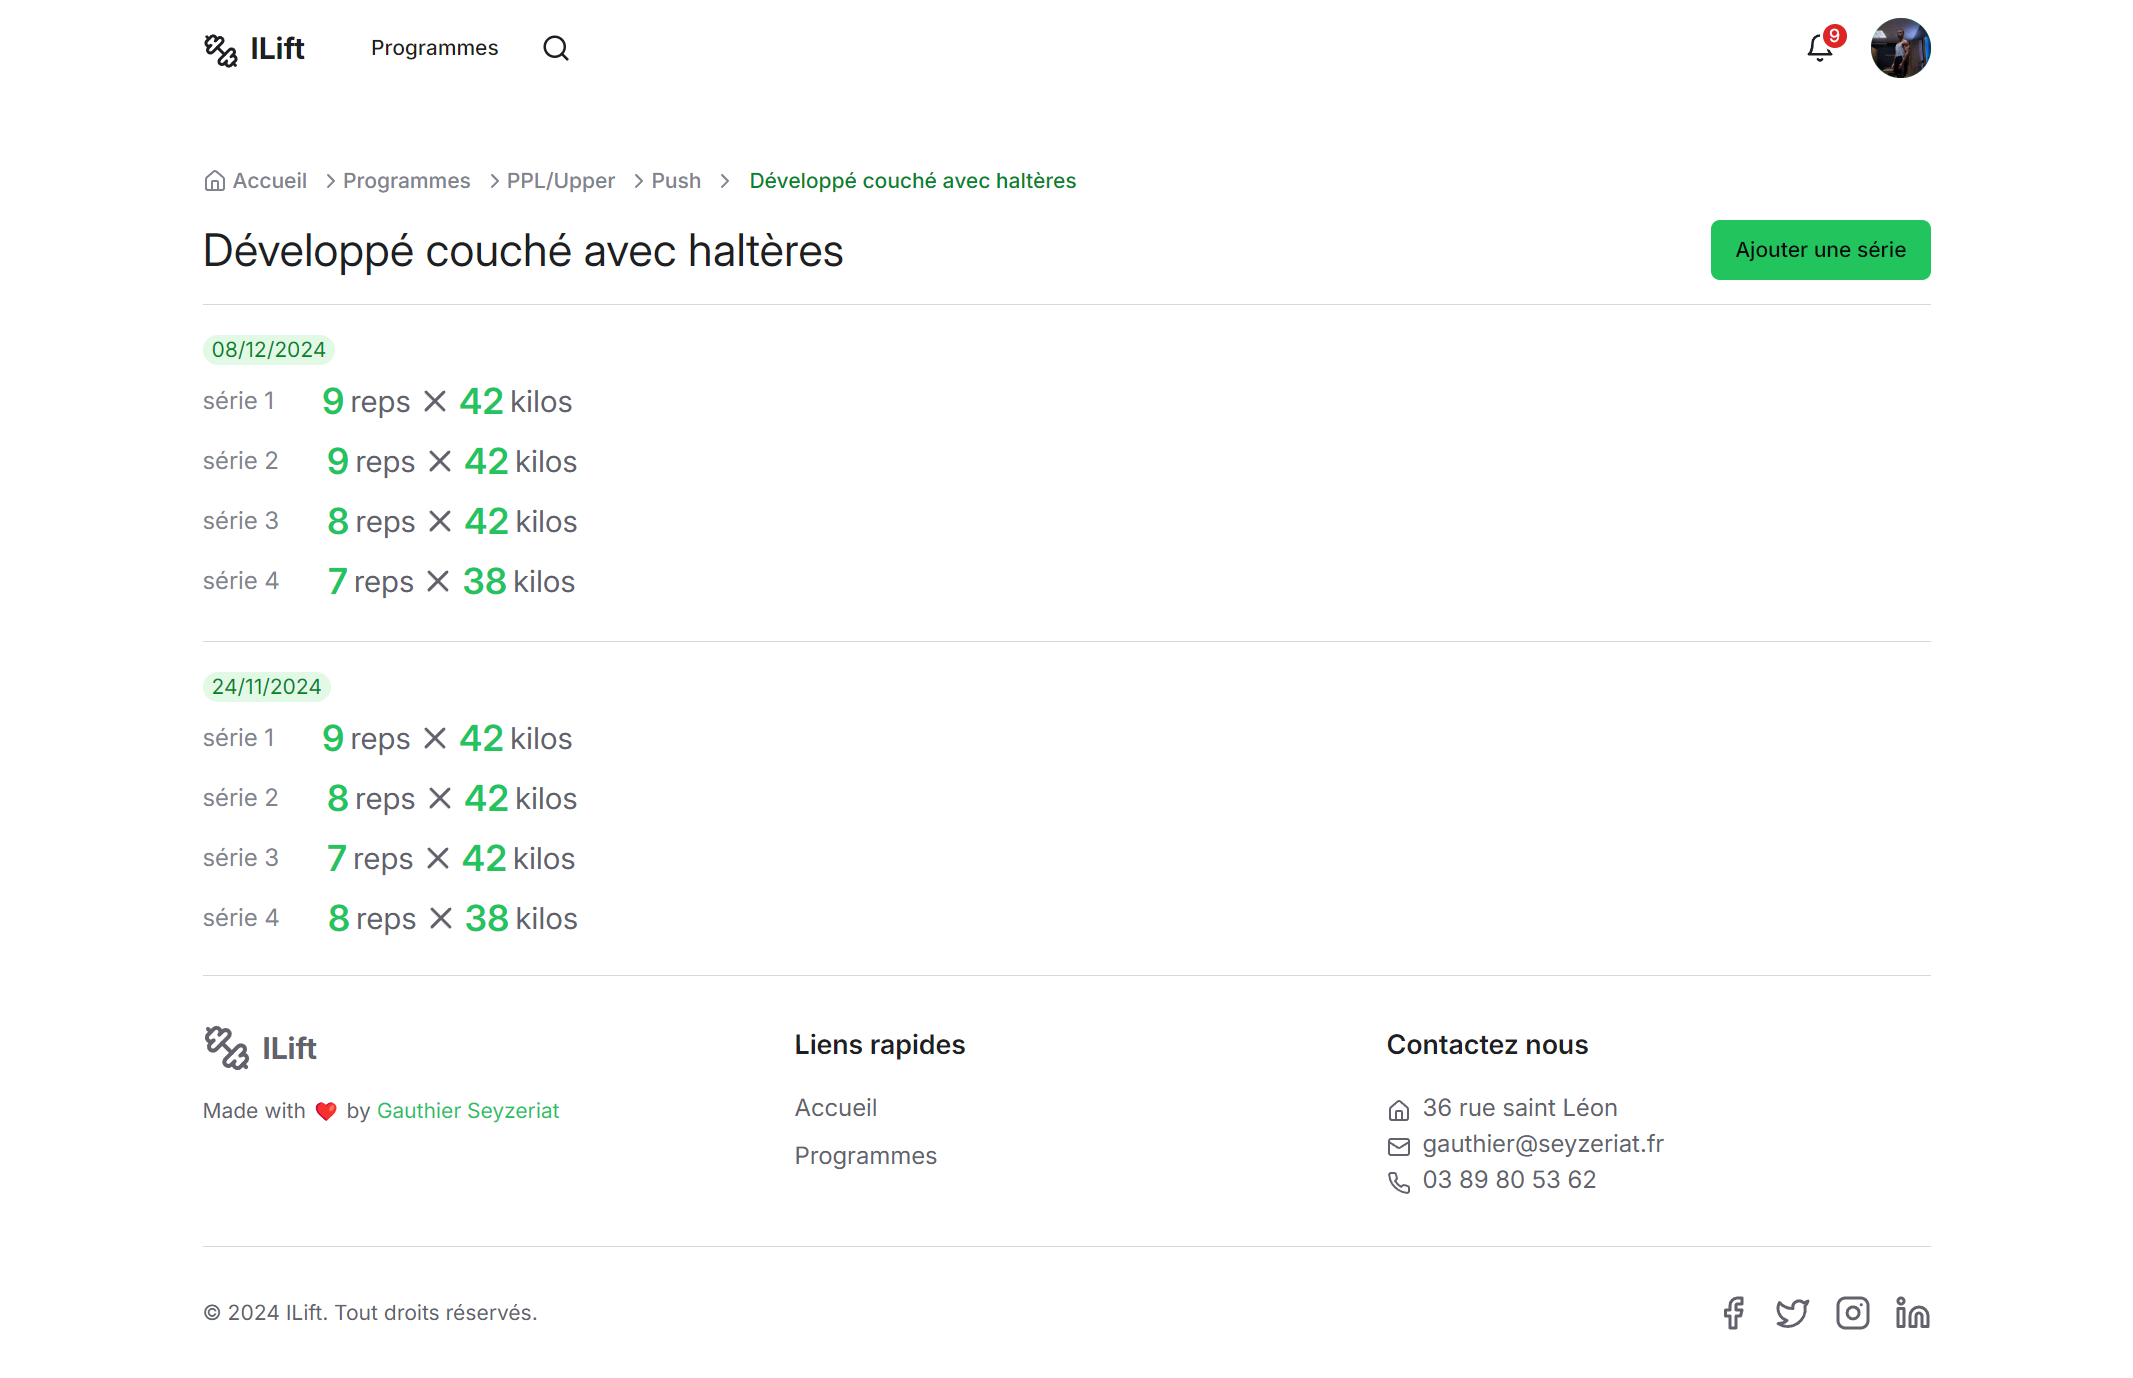 ILift Programmes 9
Accueil Programmes PPL/Upper Push Développé couché avec haltères
Développé couché avec haltères Ajouter une série
08/12/2024
série 1 9 reps × 42 kilos
série 2 9 reps × 42 kilos
série 3 8 reps × 42 kilos
série 4 7 reps × 38 kilos
24/11/2024
série 1 9 reps × 42 kilos
série 2 8 reps × 42 kilos
série 3 7 reps × 42 kilos
série 4 8 reps × 38 kilos
ILift
Made with ❤️ by Gauthier Seyzeriat
Liens rapides
Accueil
Programmes
Contactez nous
36 rue saint Léon
gauthier@seyzeriat.fr
03 89 80 53 62
© 2024 ILift. Tout droits réservés.